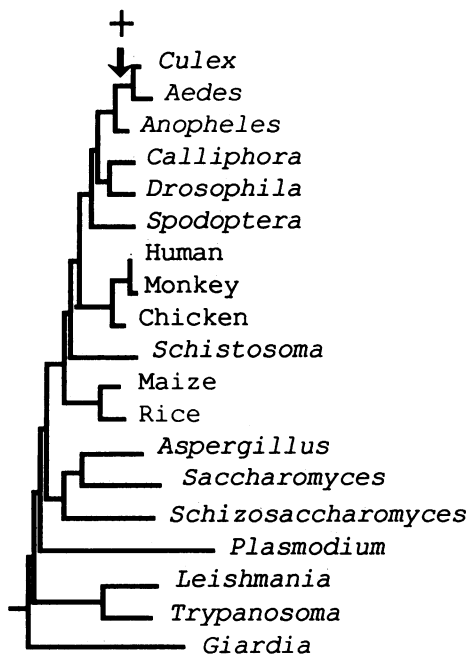 +
Culex
Aedes
Anopheles
Calliphora
Drosophila
Spodoptera
Human
Monkey
Chicken
Schistosoma
Maize
Rice
Aspergillus
Saccharomyces
Schizosaccharomyces
Plasmodium
Leishmania
Trypanosoma
Giardia